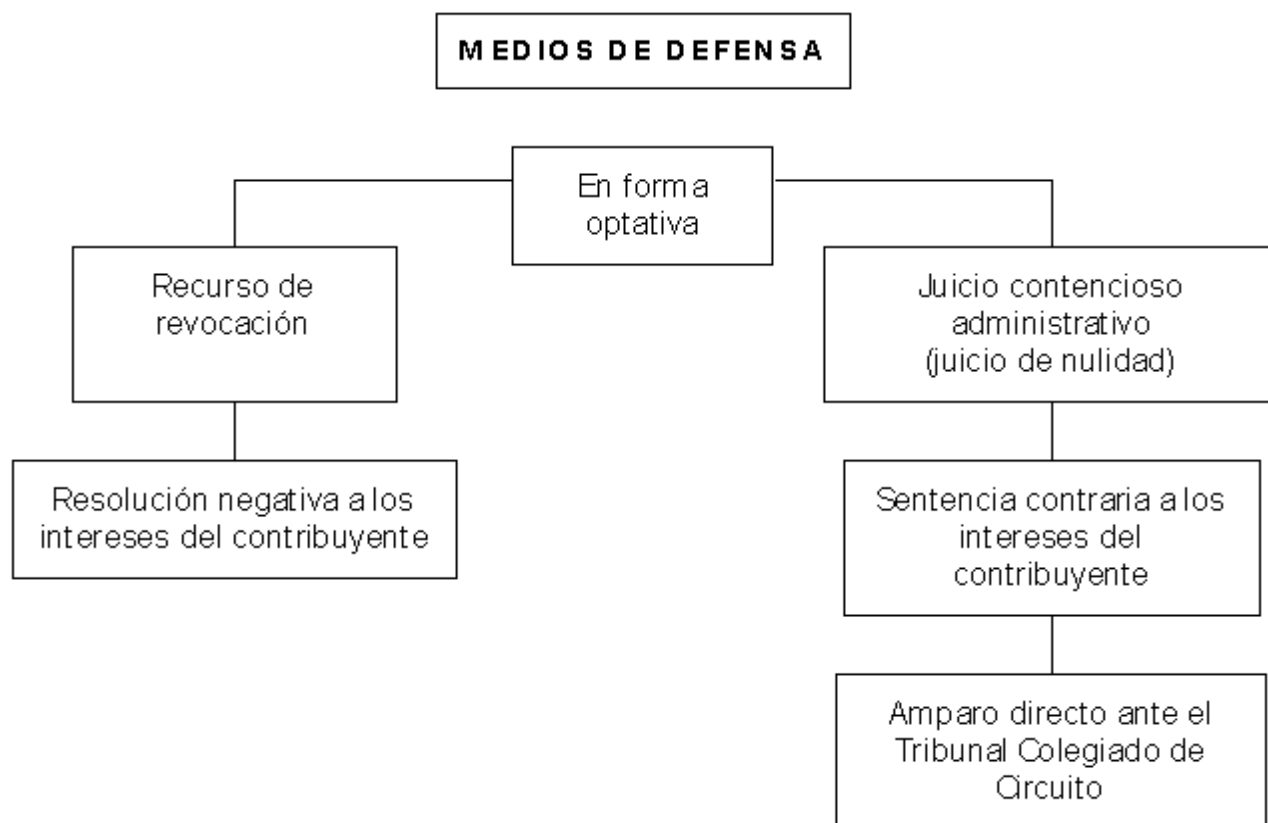 MEDIOS DE DEFENSA
En forma
optativa
Recurso de
revocación
Juicio contencioso
administrativo
(juicio de nulidad)
Resolución negativa a los
intereses del contribuyente
Sentencia contraria a los
intereses del
contribuyente
Amparo directo ante el
Tribunal Colegiado de
Circuito